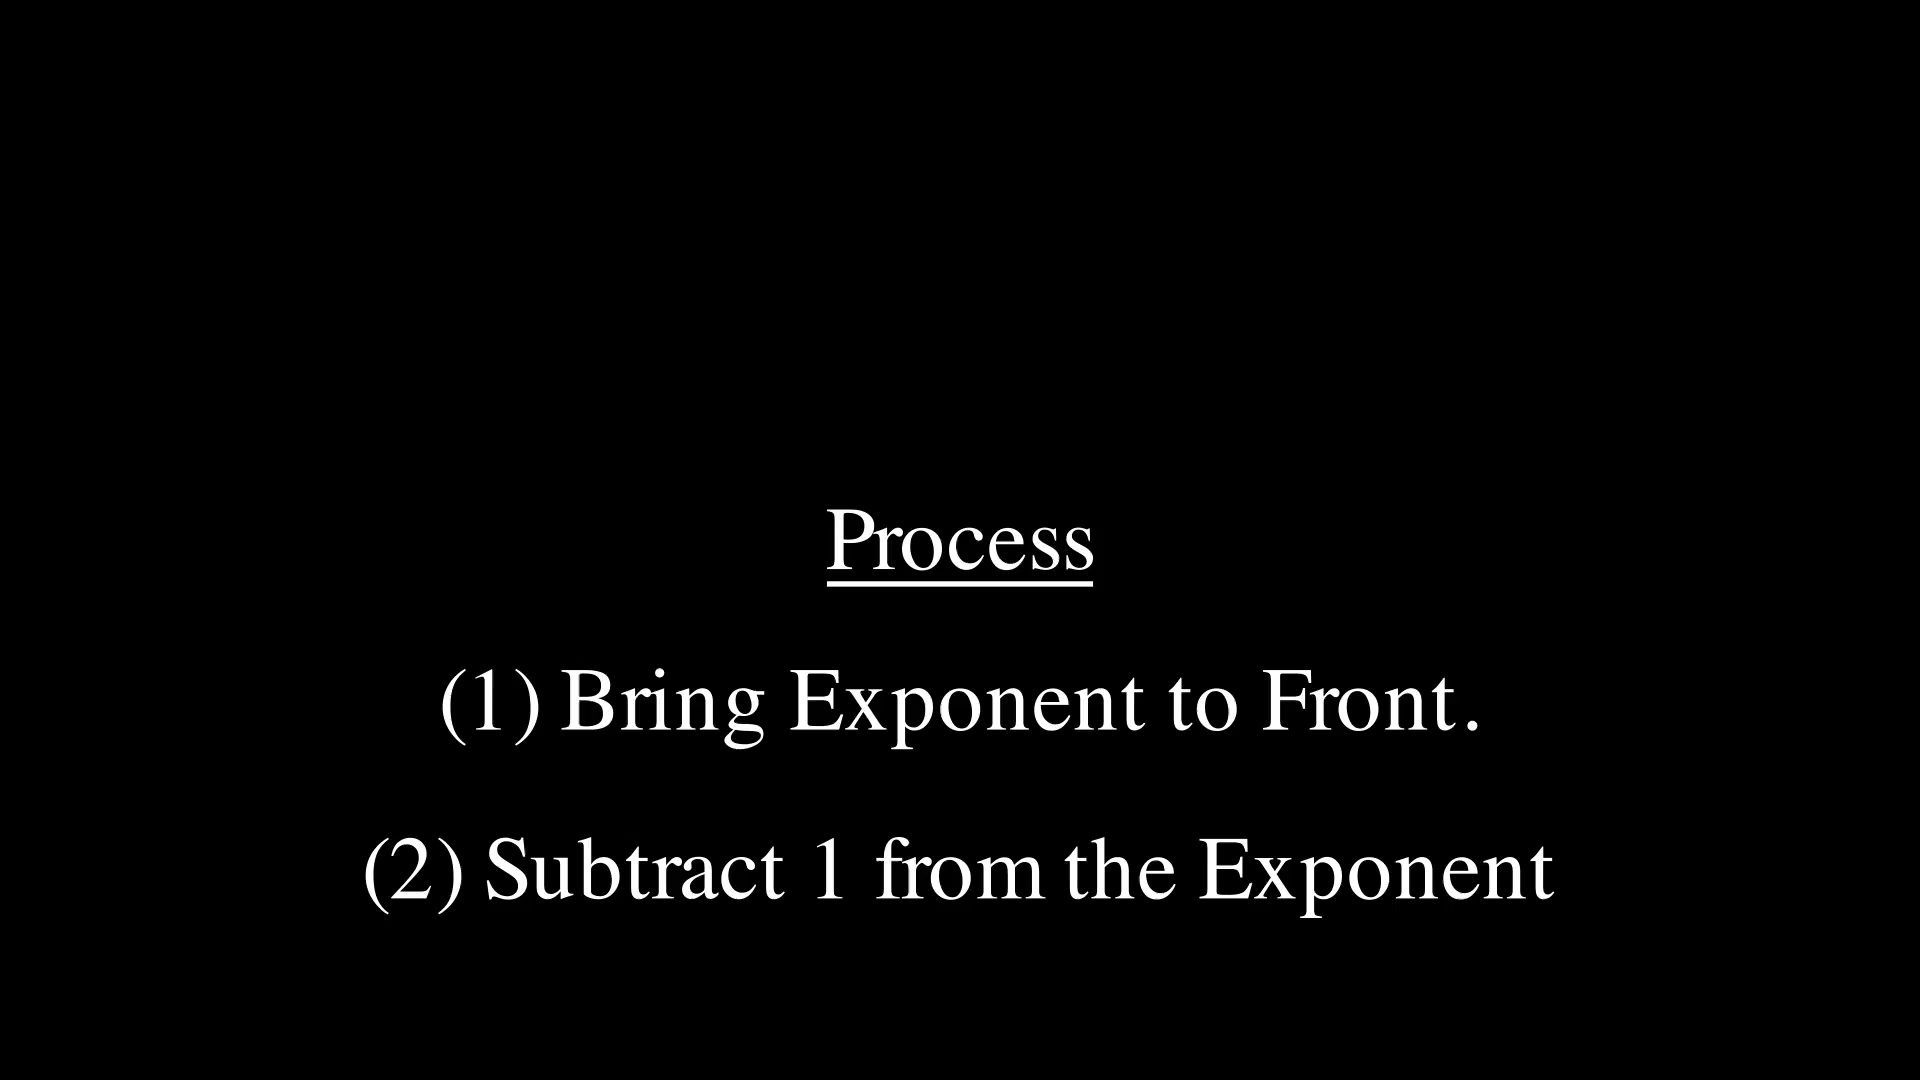 Process
(1) Bring Exponent to Front.
(2) Subtract 1 from the Exponent